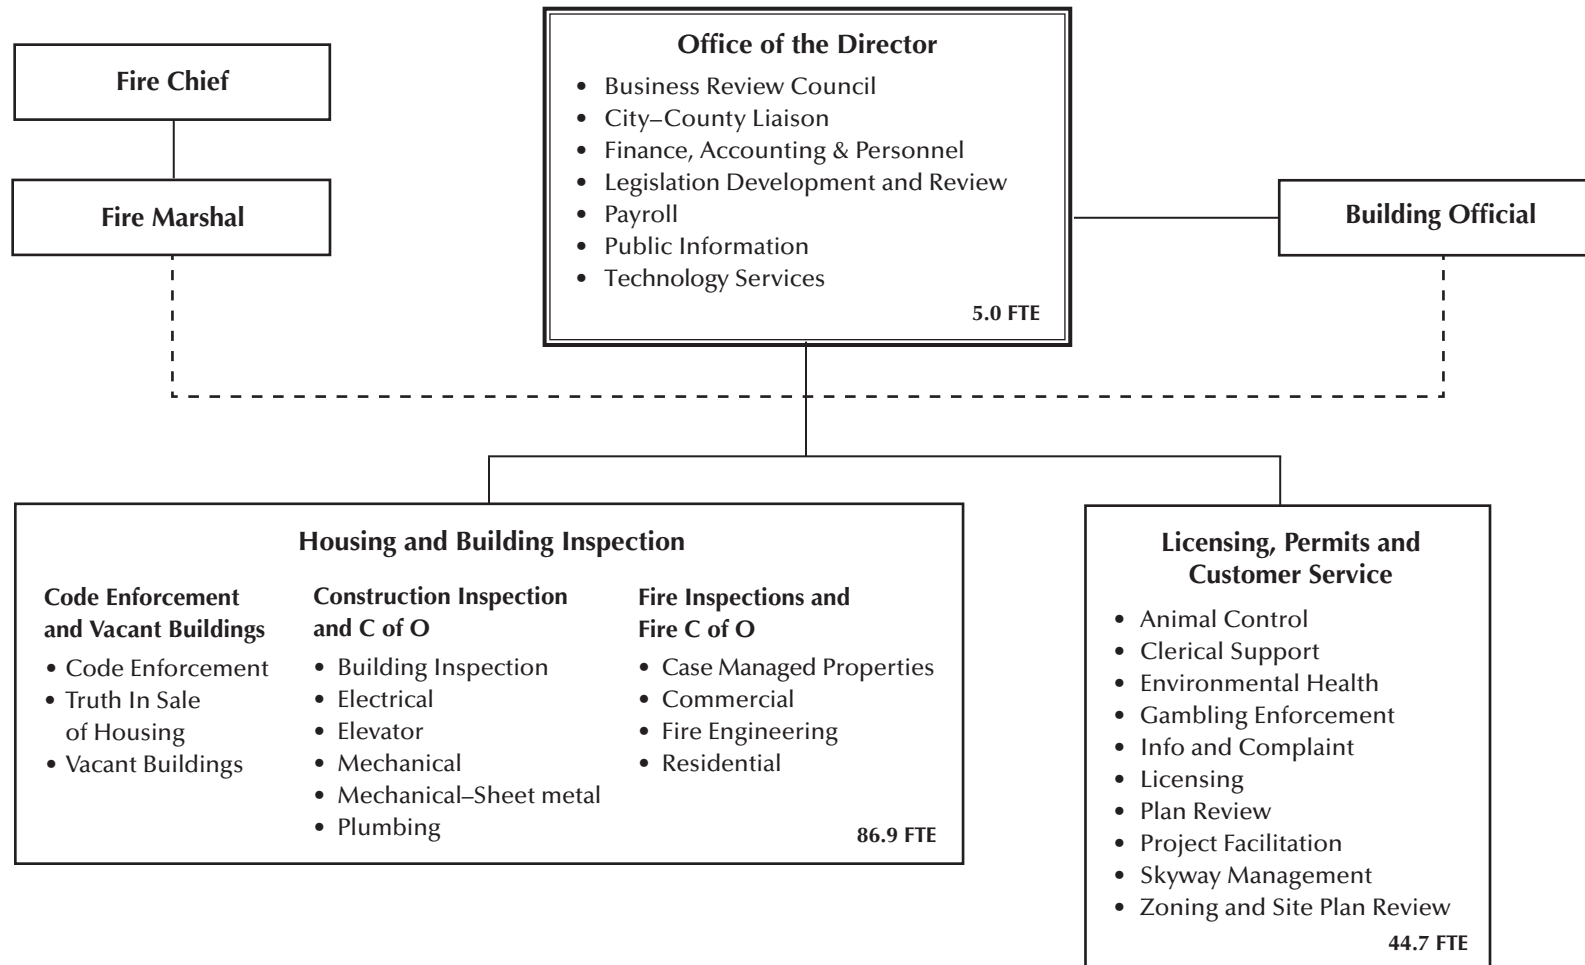 Fire Chief
Fire Marshal
Office of the Director
• Business Review Council
• City–County Liaison
• Finance, Accounting & Personnel
• Legislation Development and Review
• Payroll
• Public Information
• Technology Services
5.0 FTE
Building Official
Housing and Building Inspection
Code Enforcement
and Vacant Buildings
• Code Enforcement
• Truth In Sale
of Housing
• Vacant Buildings
Construction Inspection
and C of O
• Building Inspection
• Electrical
• Elevator
• Mechanical
• Mechanical–Sheet metal
• Plumbing
Fire Inspections and
Fire C of O
• Case Managed Properties
• Commercial
• Fire Engineering
• Residential
86.9 FTE
Licensing, Permits and
Customer Service
• Animal Control
• Clerical Support
• Environmental Health
• Gambling Enforcement
• Info and Complaint
• Licensing
• Plan Review
• Project Facilitation
• Skyway Management
• Zoning and Site Plan Review
44.7 FTE